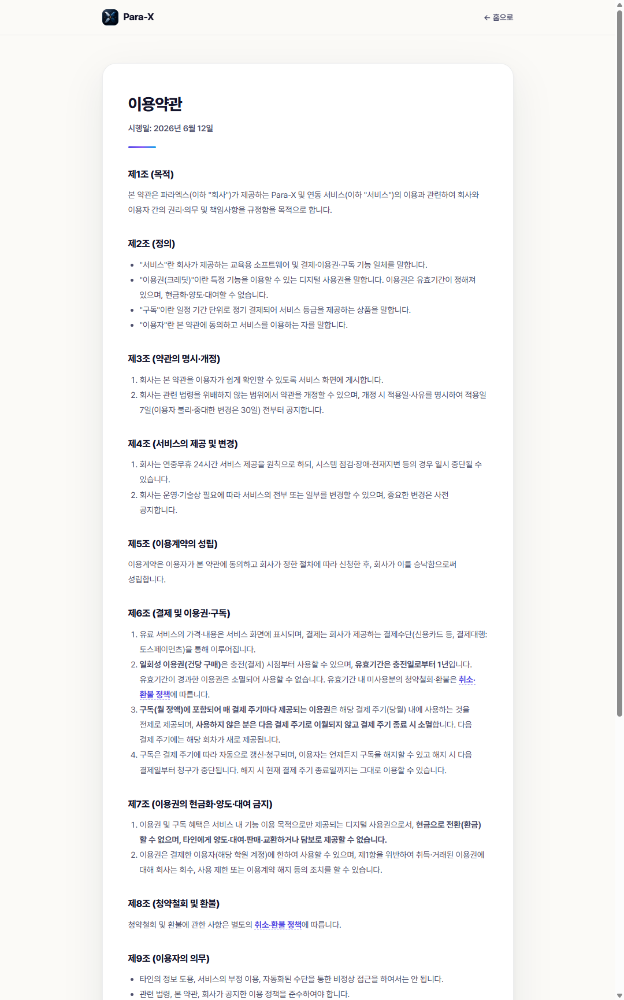 Para-X
← 홈으로
이용약관
시행일: 2026년 6월 12일
제1조 (목적)
본 약관은 파라엑스(이하 "회사")가 제공하는 Para-X 및 연동 서비스(이하 "서비스")의 이용과 관련하여 회사와
이용자 간의 권리·의무 및 책임사항을 규정함을 목적으로 합니다.
제2조 (정의)
• "서비스"란 회사가 제공하는 교육용 소프트웨어 및 결제·이용권·구독 기능 일체를 말합니다.
• "이용권(크레딧)"이란 특정 기능을 이용할 수 있는 디지털 사용권을 말합니다. 이용권은 유효기간이 정해져
있으며, 현금화·양도·대여할 수 없습니다.
• "구독"이란 일정 기간 단위로 정기 결제되어 서비스 등급을 제공하는 상품을 말합니다.
• "이용자"란 본 약관에 동의하고 서비스를 이용하는 자를 말합니다.
제3조 (약관의 명시·개정)
1. 회사는 본 약관을 이용자가 쉽게 확인할 수 있도록 서비스 화면에 게시합니다.
2. 회사는 관련 법령을 위배하지 않는 범위에서 약관을 개정할 수 있으며, 개정 시 적용일·사유를 명시하여 적용일
7일(이용자 불리·중대한 변경은 30일) 전부터 공지합니다.
제4조 (서비스의 제공 및 변경)
1. 회사는 연중무휴 24시간 서비스 제공을 원칙으로 하되, 시스템 점검·장애·천재지변 등의 경우 일시 중단될 수
있습니다.
2. 회사는 운영·기술상 필요에 따라 서비스의 전부 또는 일부를 변경할 수 있으며, 중요한 변경은 사전
공지합니다.
제5조 (이용계약의 성립)
이용계약은 이용자가 본 약관에 동의하고 회사가 정한 절차에 따라 신청한 후, 회사가 이를 승낙함으로써
성립합니다.
제6조 (결제 및 이용권·구독)
1. 유료 서비스의 가격·내용은 서비스 화면에 표시되며, 결제는 회사가 제공하는 결제수단(신용카드 등, 결제대행:
토스페이먼츠)을 통해 이루어집니다.
2. 일회성 이용권(건당 구매)은 충전(결제) 시점부터 사용할 수 있으며, 유효기간은 충전일로부터 1년입니다.
유효기간이 경과한 이용권은 소멸되어 사용할 수 없습니다. 유효기간 내 미사용분의 청약철회·환불은 취소·
환불 정책에 따릅니다.
3. 구독(월 정액)에 포함되어 매 결제 주기마다 제공되는 이용권은 해당 결제 주기(당월) 내에 사용하는 것을
전제로 제공되며, 사용하지 않은 분은 다음 결제 주기로 이월되지 않고 결제 주기 종료 시 소멸합니다. 다음
결제 주기에는 해당 회차가 새로 제공됩니다.
4. 구독은 결제 주기에 따라 자동으로 갱신·청구되며, 이용자는 언제든지 구독을 해지할 수 있고 해지 시 다음
결제일부터 청구가 중단됩니다. 해지 시 현재 결제 주기 종료일까지는 그대로 이용할 수 있습니다.
제7조 (이용권의 현금화·양도·대여 금지)
1. 이용권 및 구독 혜택은 서비스 내 기능 이용 목적으로만 제공되는 디지털 사용권으로서, 현금으로 전환(환금)
할 수 없으며, 타인에게 양도·대여·판매·교환하거나 담보로 제공할 수 없습니다.
2. 이용권은 결제한 이용자(해당 학원 계정)에 한하여 사용할 수 있으며, 제1항을 위반하여 취득·거래된 이용권에
대해 회사는 회수, 사용 제한 또는 이용계약 해지 등의 조치를 할 수 있습니다.
제8조 (청약철회 및 환불)
청약철회 및 환불에 관한 사항은 별도의 취소·환불 정책에 따릅니다.
제9조 (이용자의 의무)
• 타인의 정보 도용, 서비스의 부정 이용, 자동화된 수단을 통한 비정상 접근을 하여서는 안 됩니다.
• 관련 법령, 본 약관, 회사가 공지한 이용 정책을 준수하여야 합니다.